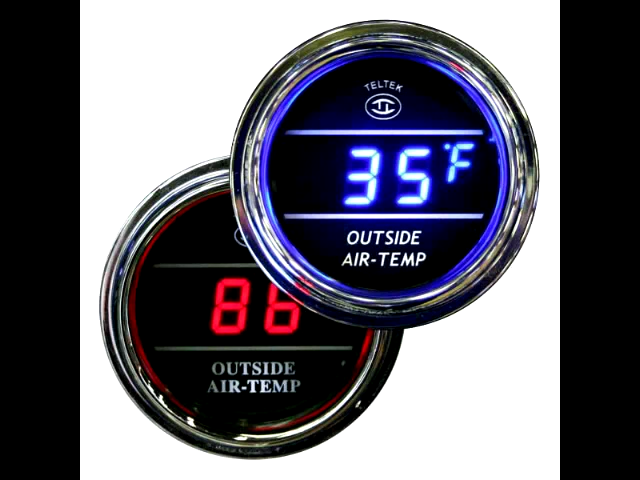 TELTEK
35°F
OUTSIDE
AIR-TEMP
86
OUTSIDE
AIR-TEMP